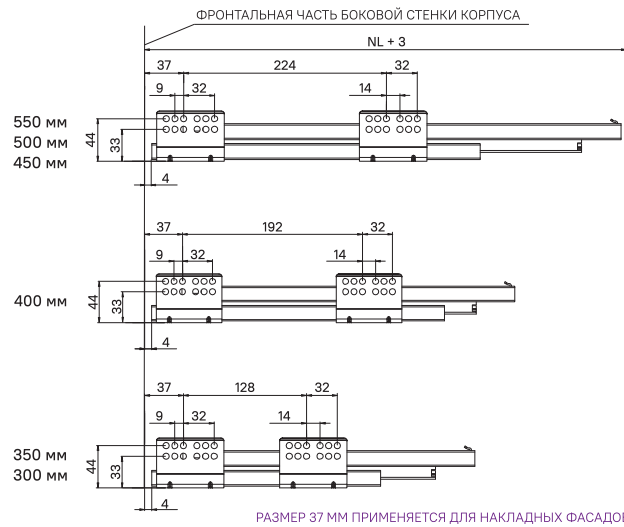 ФРОНТАЛЬНАЯ ЧАСТЬ БОКОВОЙ СТЕНКИ КОРПУСА
NL + 3
37 224 32
9 32 14
550 мм
500 мм
450 мм
44 33
4
37 192 32
9 32 14
400 мм
44 33
4
37 128 32
9 32 14
350 мм
300 мм
44 33
4
РАЗМЕР 37 ММ ПРИМЕНЯЕТСЯ ДЛЯ НАКЛАДНЫХ ФАСАДОВ